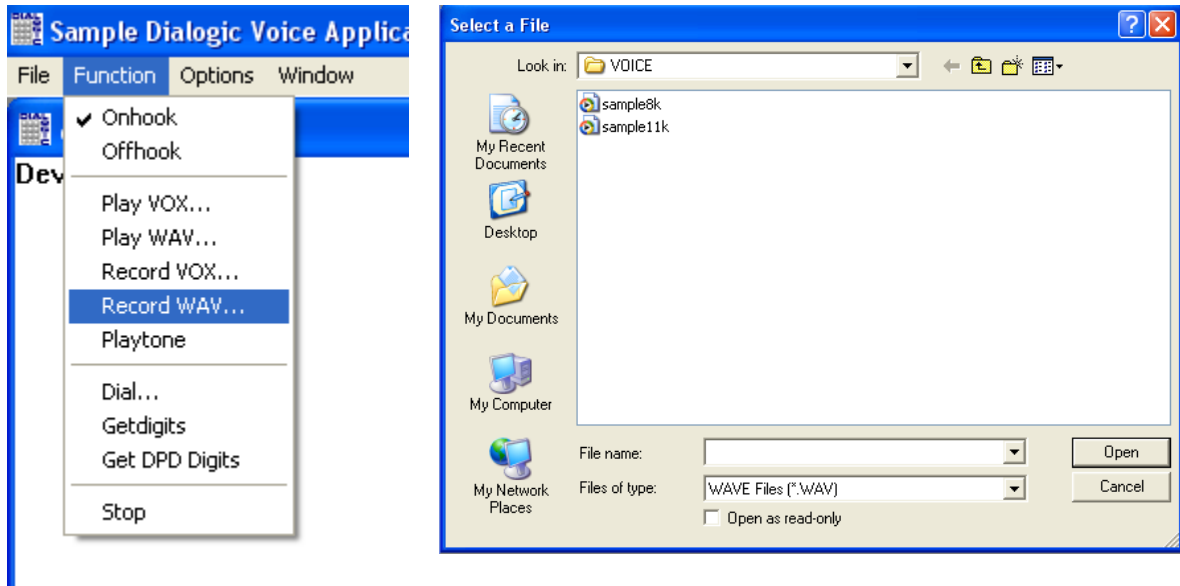 Sample Dialogic Voice Applica
File Function Options Window
Dev
Onhook
Offhook
Play VOX...
Play WAV...
Record VOX...
Record WAV...
Playtone
Dial...
Getdigits
Get DPD Digits
Stop
Select a File
Look in: VOICE
My Recent
Documents
Desktop
My Documents
My Computer
My Network
Places
sample8k
sample11k
File name:
Open
Files of type: WAVE Files (*.WAV)
Cancel
Open as read-only